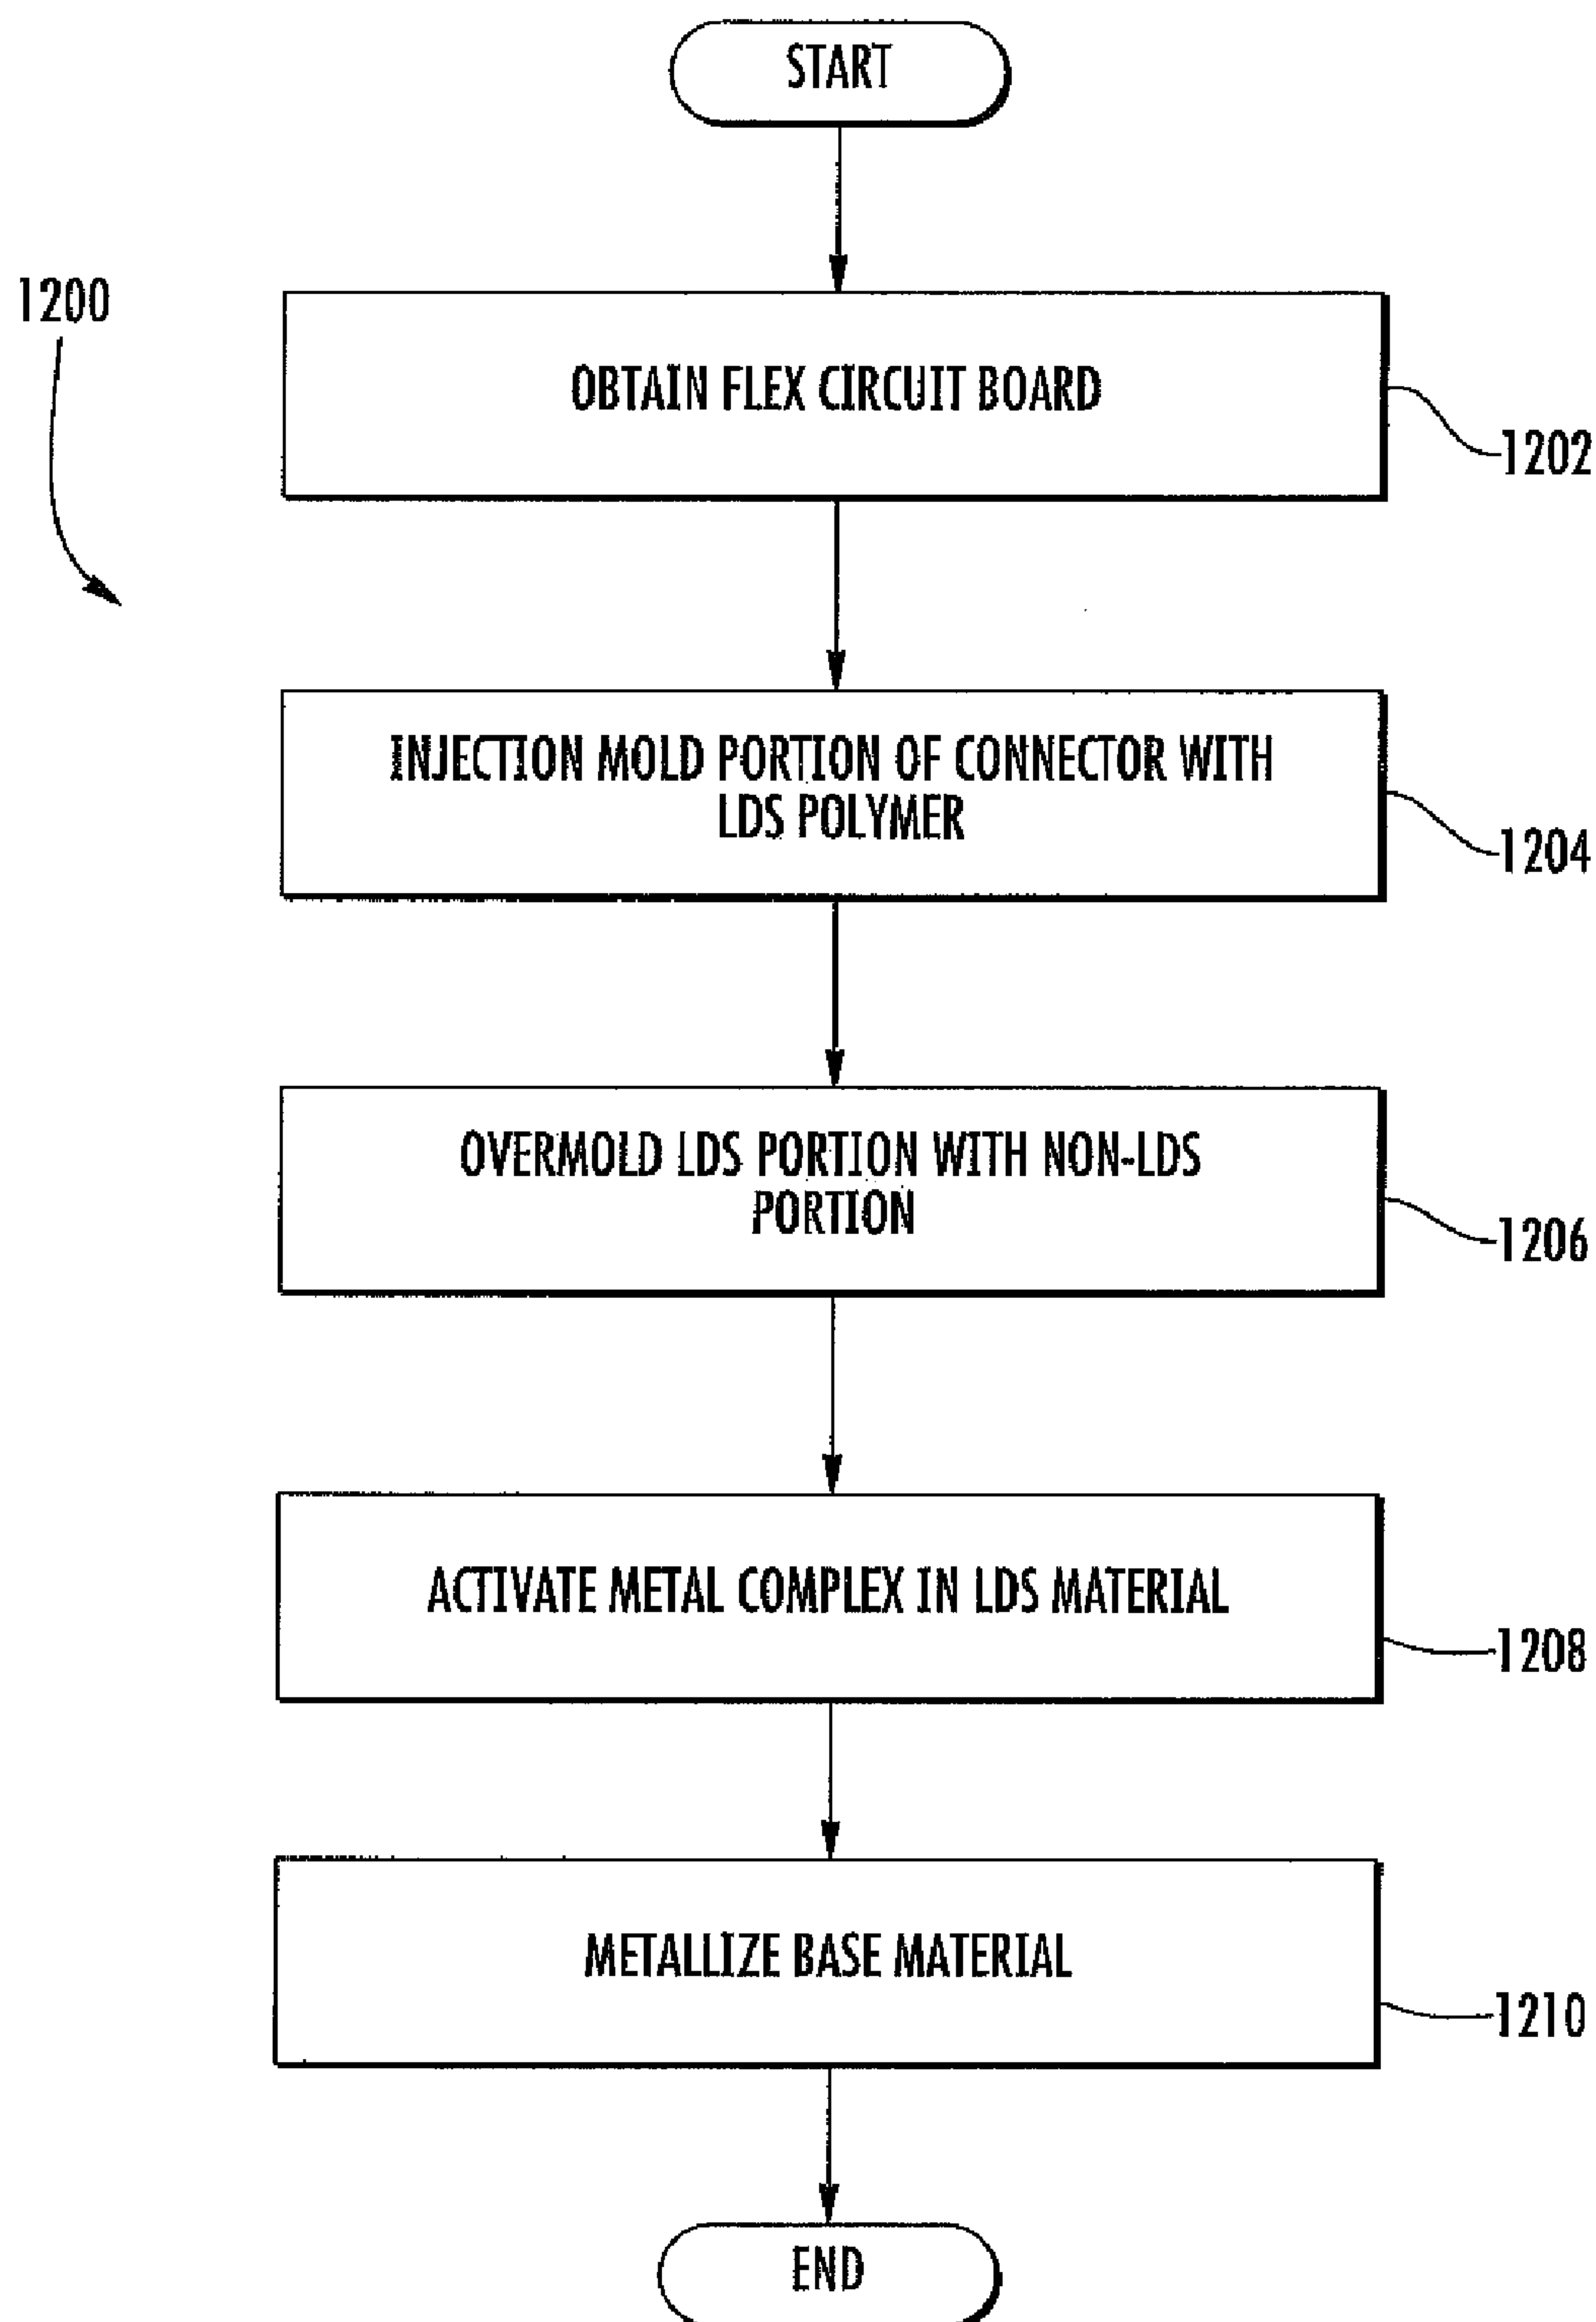 START
1200
OBTAIN FLEX CIRCUIT BOARD
1202
INJECTION MOLD PORTION OF CONNECTOR WITH
LDS POLYMER
1204
OVERMOLD LDS PORTION WITH NON-LDS
PORTION
1206
ACTIVATE METAL COMPLEX IN LDS MATERIAL
1208
METALLIZE BASE MATERIAL
1210
END